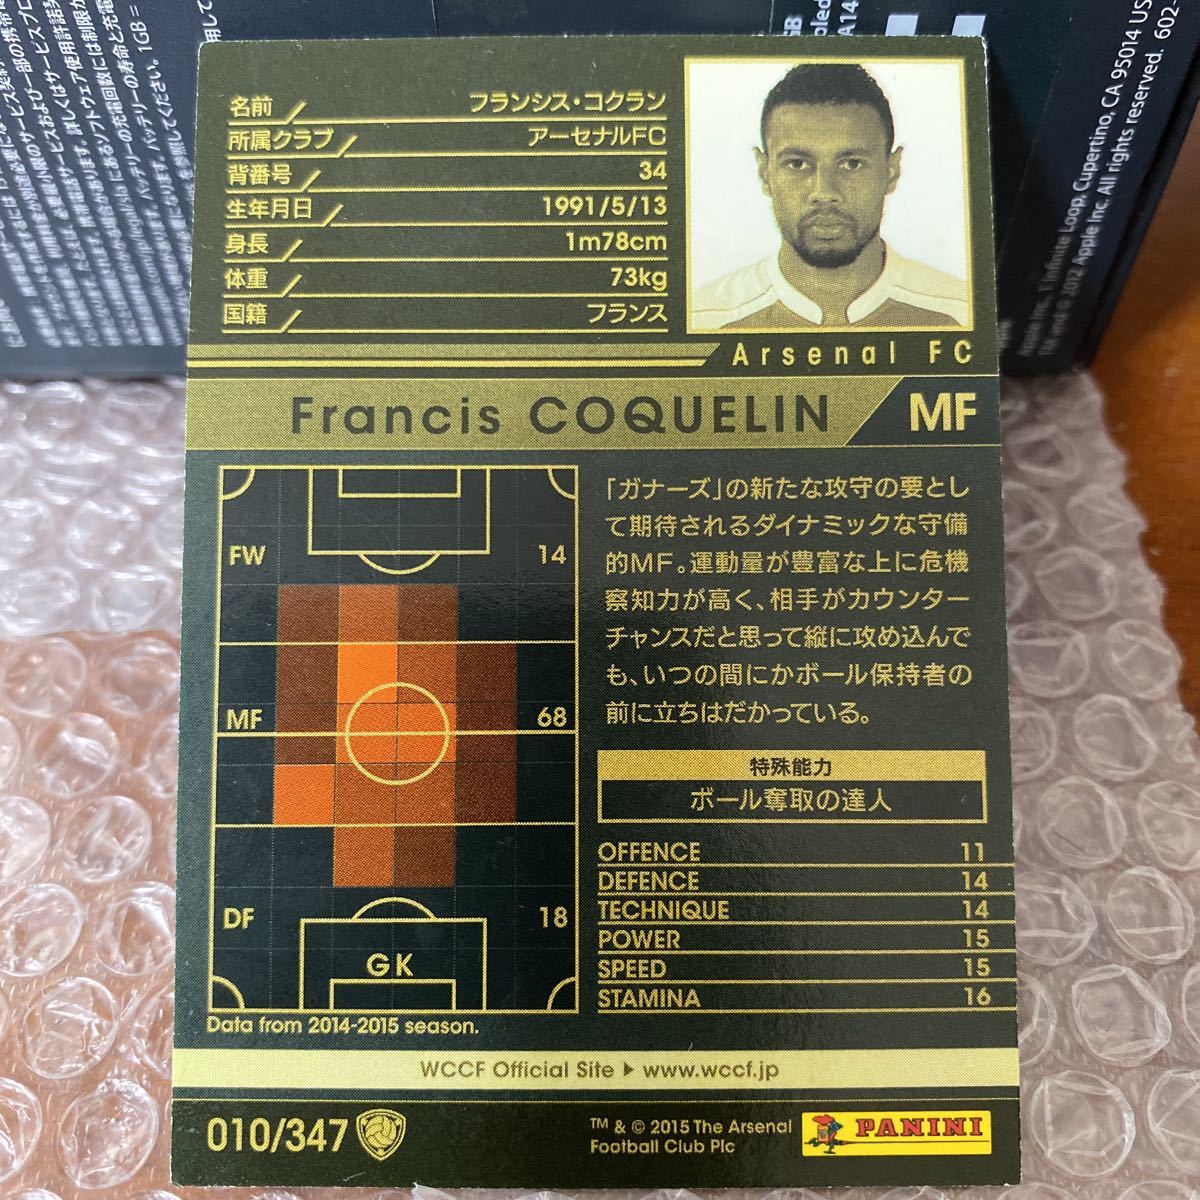 名前 フランシス・コクラン
所属クラブ アーセナルFC
背番号 34
生年月日 1991/5/13
身長 1m78cm
体重 73kg
国籍 フランス
Arsenal FC
Francis COQUELIN MF
FW 14
MF 68
DF 18
GK
Data from 2014-2015 season.
「ガナーズ」の新たな攻守の要とし
て期待されるダイナミックな守備
的MF。運動量が豊富な上に危機
察知力が高く、相手がカウンター
チャンスだと思って縦に攻め込んで
も、いつの間にかボール保持者の
前に立ちはだかっている。
特殊能力
ボール奪取の達人
OFFENCE 11
DEFENCE 14
TECHNIQUE 14
POWER 15
SPEED 15
STAMINA 16
WCCF Official Site ▶ www.wccf.jp
010/347
™ & © 2015 The Arsenal
Football Club Plc
PANINI
Apple Inc. 1 Infinite Loop, Cupertino, CA 95014 US
TM and © 2012 Apple Inc. All rights reserved. 602-